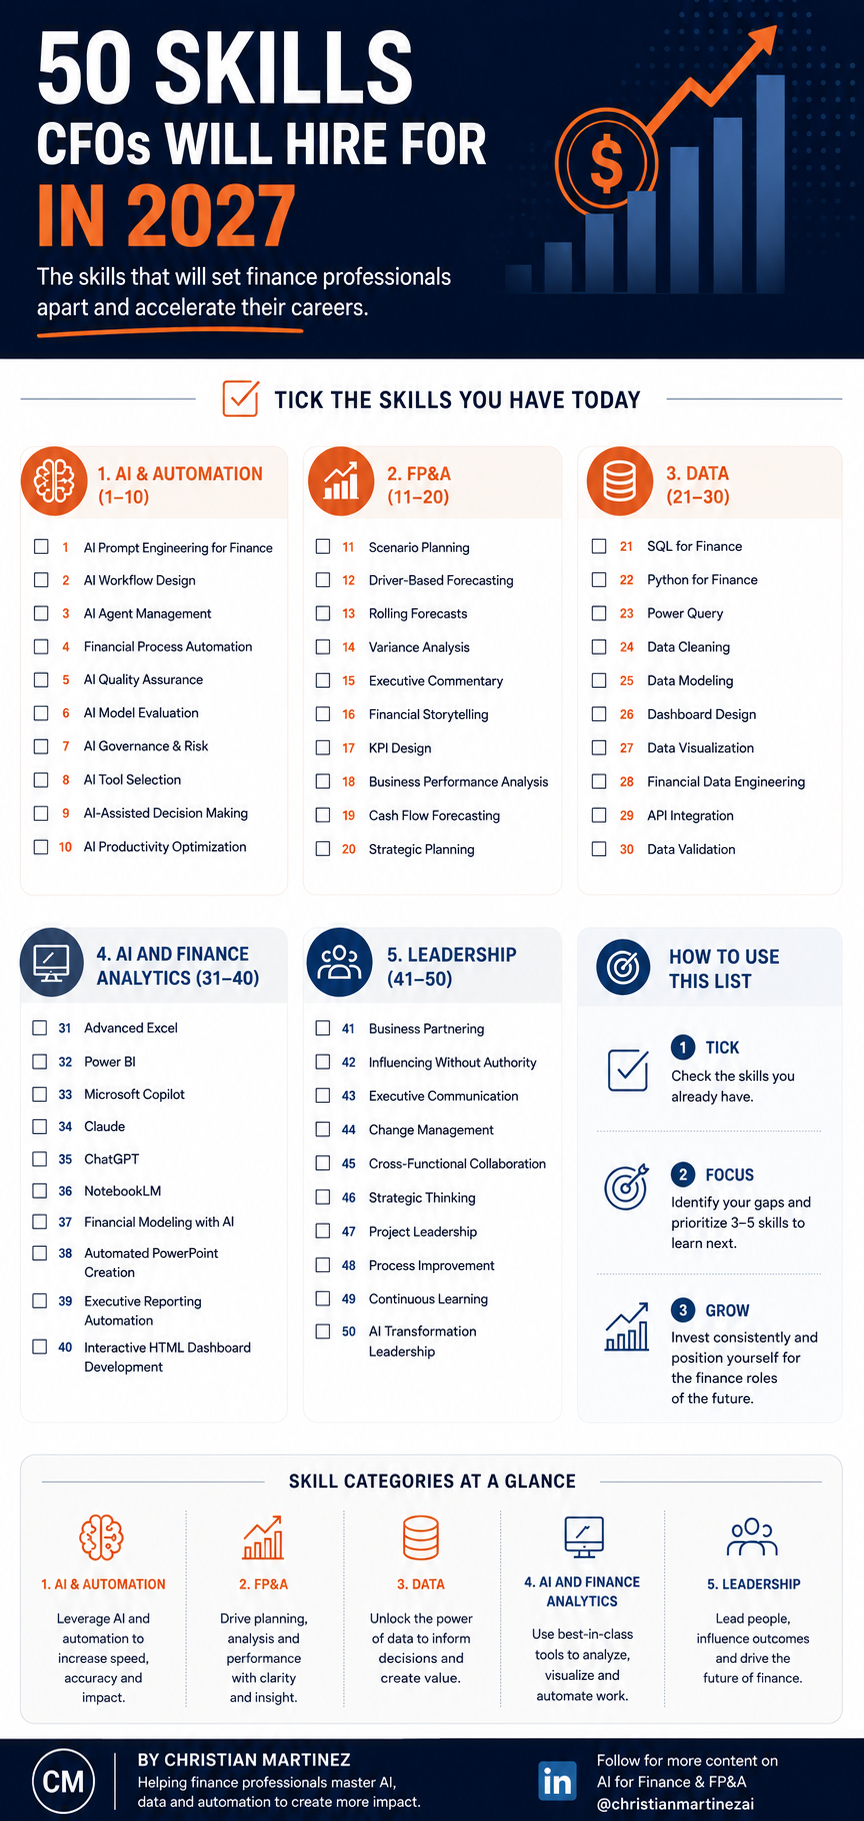 50 SKILLS
CFOs WILL HIRE FOR
IN 2027
The skills that will set finance professionals
apart and accelerate their careers.
$
TICK THE SKILLS YOU HAVE TODAY
1. AI & AUTOMATION
(1–10)
1 AI Prompt Engineering for Finance
2 AI Workflow Design
3 AI Agent Management
4 Financial Process Automation
5 AI Quality Assurance
6 AI Model Evaluation
7 AI Governance & Risk
8 AI Tool Selection
9 AI-Assisted Decision Making
10 AI Productivity Optimization
2. FP&A
(11–20)
11 Scenario Planning
12 Driver-Based Forecasting
13 Rolling Forecasts
14 Variance Analysis
15 Executive Commentary
16 Financial Storytelling
17 KPI Design
18 Business Performance Analysis
19 Cash Flow Forecasting
20 Strategic Planning
3. DATA
(21–30)
21 SQL for Finance
22 Python for Finance
23 Power Query
24 Data Cleaning
25 Data Modeling
26 Dashboard Design
27 Data Visualization
28 Financial Data Engineering
29 API Integration
30 Data Validation
4. AI AND FINANCE
ANALYTICS (31–40)
31 Advanced Excel
32 Power BI
33 Microsoft Copilot
34 Claude
35 ChatGPT
36 NotebookLM
37 Financial Modeling with AI
38 Automated PowerPoint
Creation
39 Executive Reporting
Automation
40 Interactive HTML Dashboard
Development
5. LEADERSHIP
(41–50)
41 Business Partnering
42 Influencing Without Authority
43 Executive Communication
44 Change Management
45 Cross-Functional Collaboration
46 Strategic Thinking
47 Project Leadership
48 Process Improvement
49 Continuous Learning
50 AI Transformation
Leadership
HOW TO USE
THIS LIST
1 TICK
Check the skills you
already have.
2 FOCUS
Identify your gaps and
prioritize 3–5 skills to
learn next.
3 GROW
Invest consistently and
position yourself for
the finance roles
of the future.
SKILL CATEGORIES AT A GLANCE
1. AI & AUTOMATION
Leverage AI and
automation to
increase speed,
accuracy and
impact.
2. FP&A
Drive planning,
analysis and
performance
with clarity
and insight.
3. DATA
Unlock the power
of data to inform
decisions and
create value.
4. AI AND FINANCE
ANALYTICS
Use best-in-class
tools to analyze,
visualize and
automate work.
5. LEADERSHIP
Lead people,
influence outcomes
and drive the
future of finance.
CM
BY CHRISTIAN MARTINEZ
Helping finance professionals master AI,
data and automation to create more impact.
in
Follow for more content on
AI for Finance & FP&A
@christianmartinezai